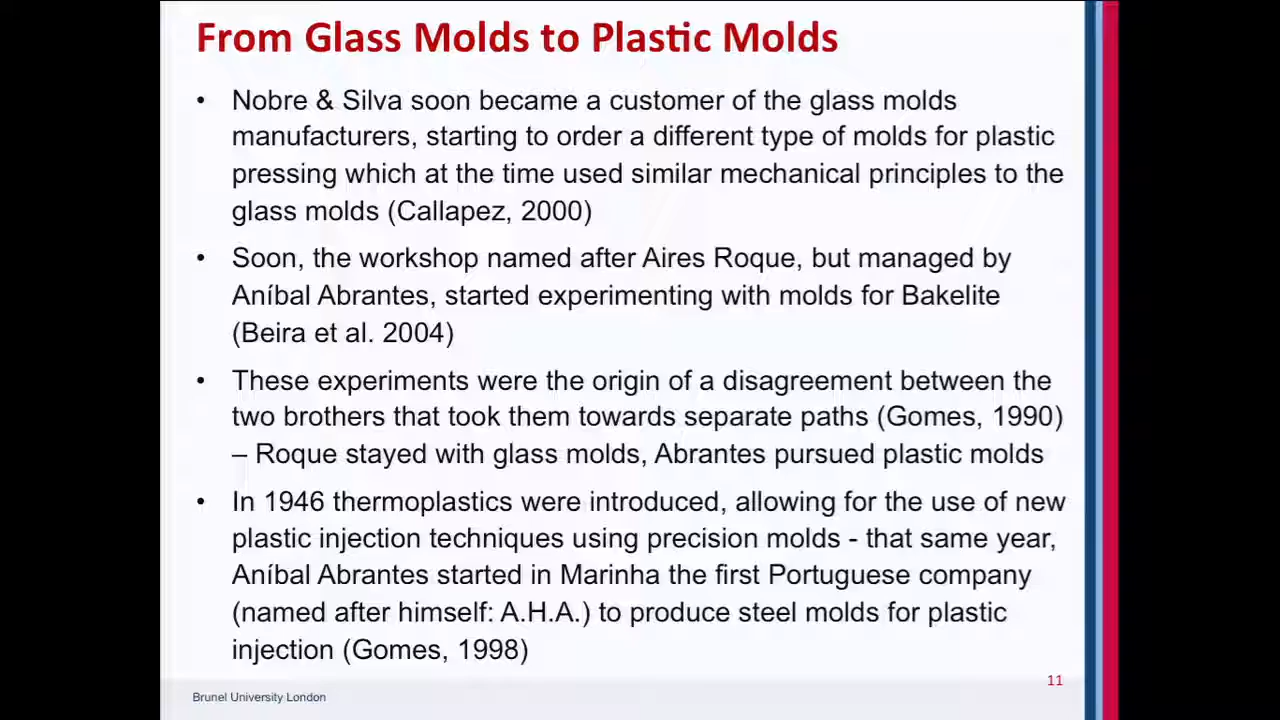 From Glass Molds to Plastic Molds
• Nobre & Silva soon became a customer of the glass molds
manufacturers, starting to order a different type of molds for plastic
pressing which at the time used similar mechanical principles to the
glass molds (Callapez, 2000)
• Soon, the workshop named after Aires Roque, but managed by
Aníbal Abrantes, started experimenting with molds for Bakelite
(Beira et al. 2004)
• These experiments were the origin of a disagreement between the
two brothers that took them towards separate paths (Gomes, 1990)
– Roque stayed with glass molds, Abrantes pursued plastic molds
• In 1946 thermoplastics were introduced, allowing for the use of new
plastic injection techniques using precision molds - that same year,
Aníbal Abrantes started in Marinha the first Portuguese company
(named after himself: A.H.A.) to produce steel molds for plastic
injection (Gomes, 1998)
11
Brunel University London